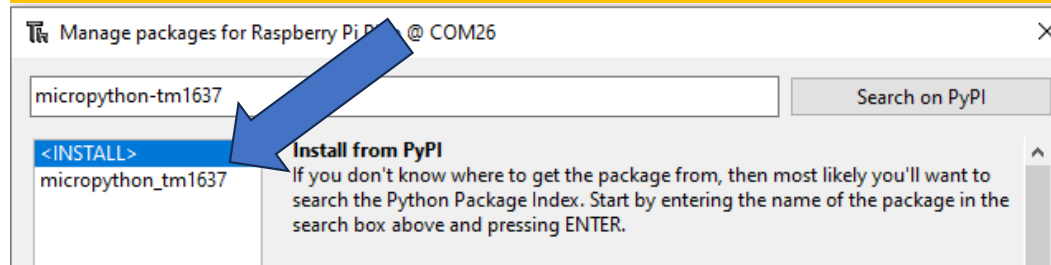 Manage packages for Raspberry Pi @ COM26
micropython-tm1637
Search on PyPI
<INSTALL>
Install from PyPI
micropython_tm1637
If you don't know where to get the package from, then most likely you'll want to
search the Python Package Index. Start by entering the name of the package in the
search box above and pressing ENTER.